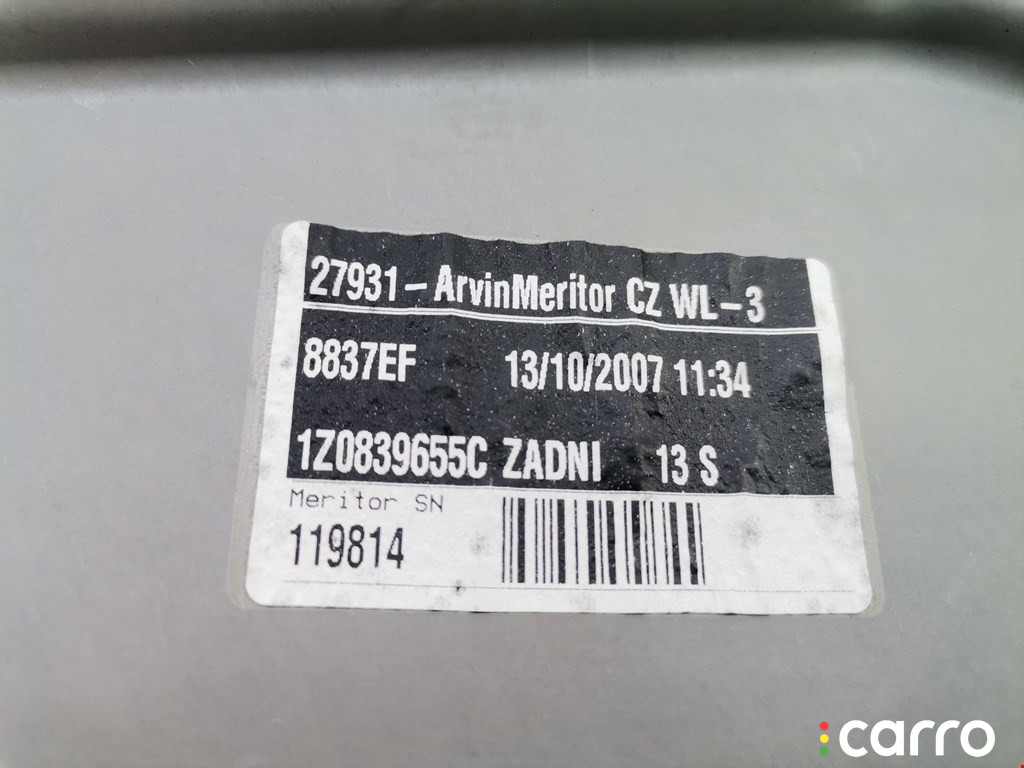 27931-ArvinMeritor CZ WL-3
8837EF 13/10/2007 11:34
1Z0839655C ZADNI 13 S
Meritor SN
119814
carro